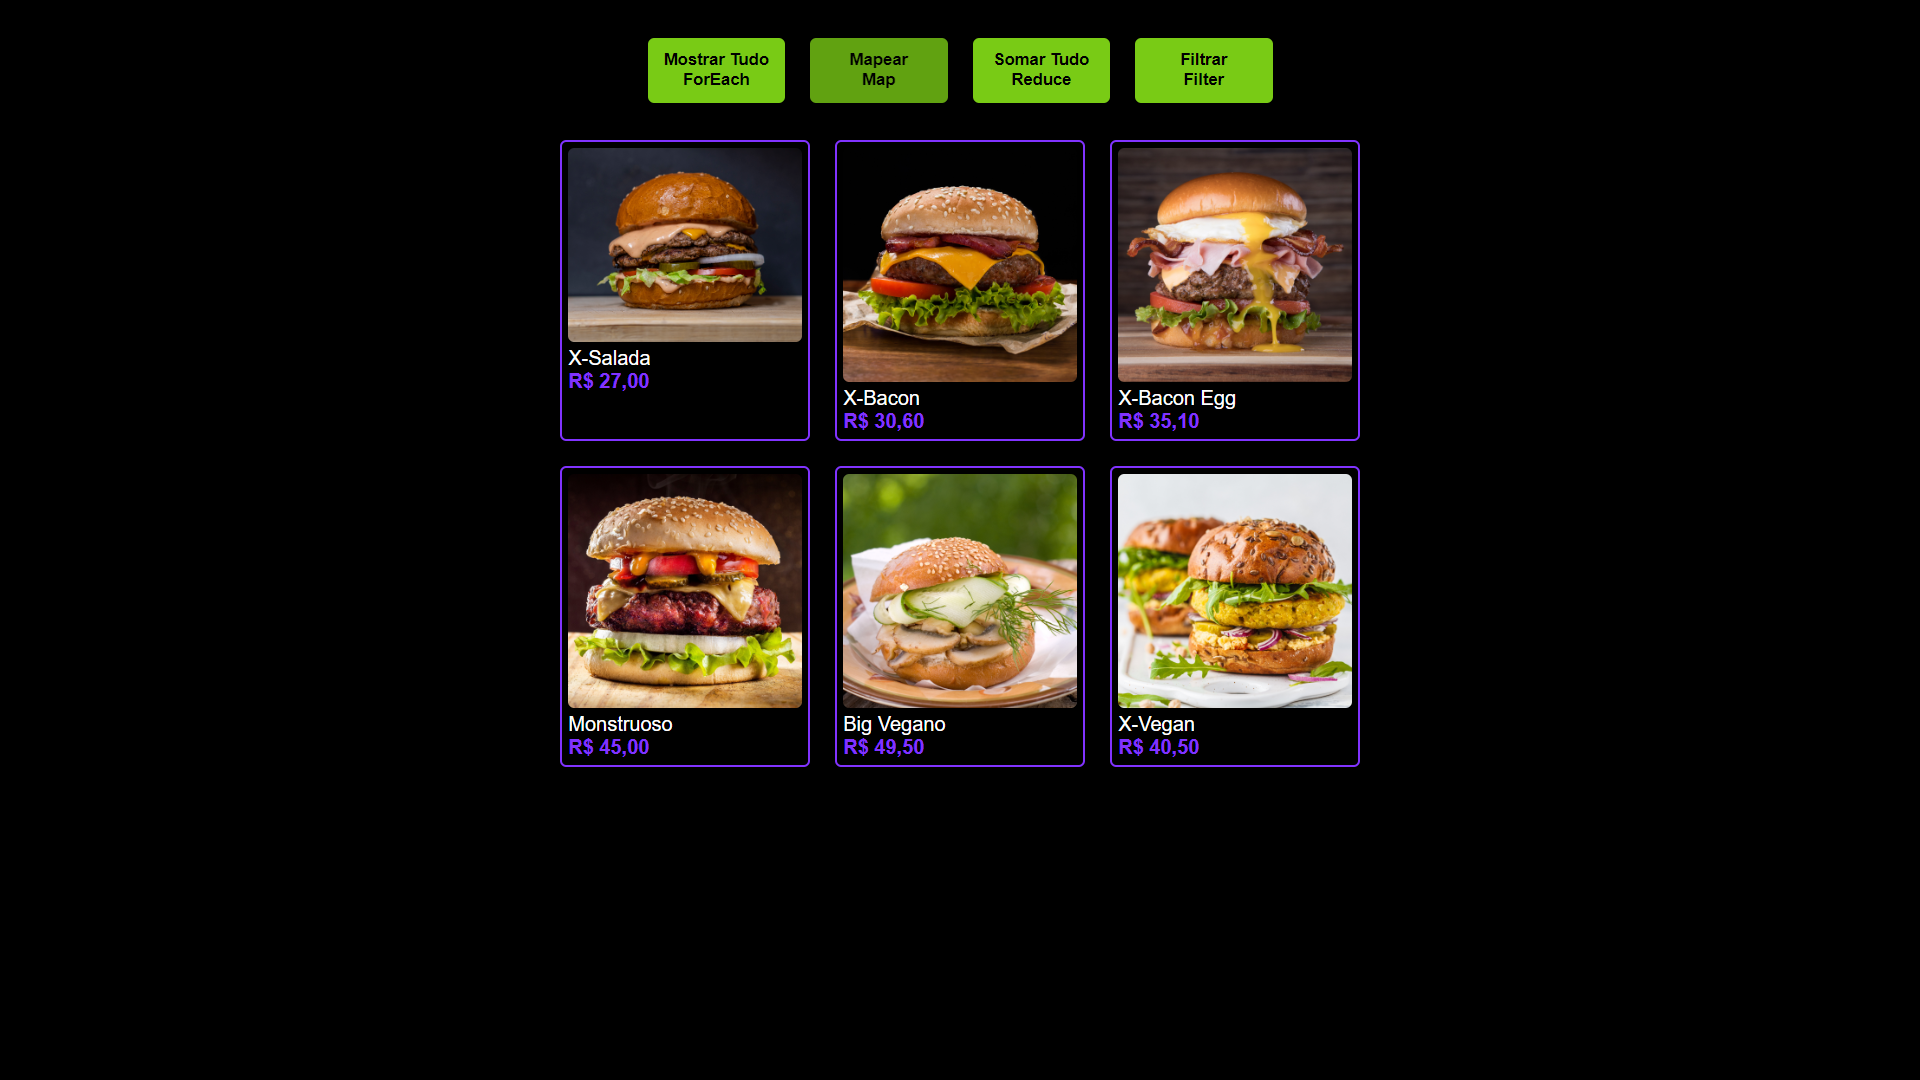 Mostrar Tudo
ForEach
Mapear
Map
Somar Tudo
Reduce
Filtrar
Filter
X-Salada
R$ 27,00
X-Bacon
R$ 30,60
X-Bacon Egg
R$ 35,10
Monstruoso
R$ 45,00
Big Vegano
R$ 49,50
X-Vegan
R$ 40,50